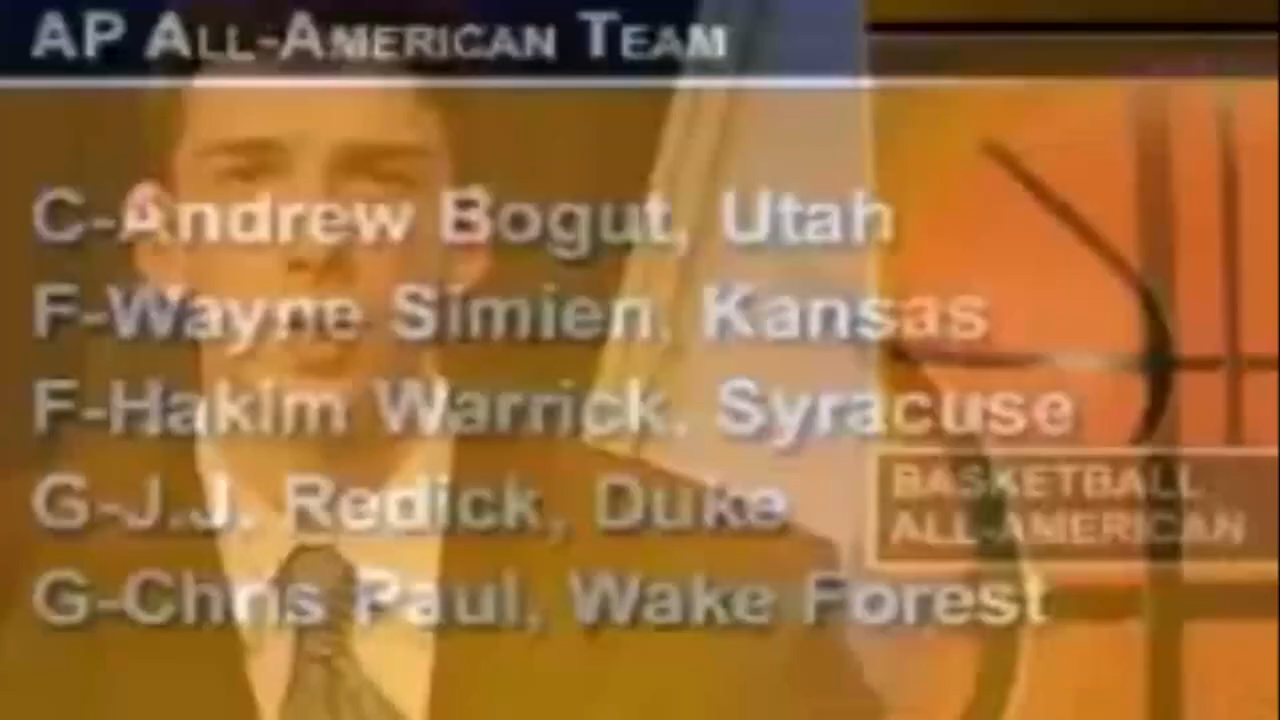 AP ALL-AMERICAN TEAM
C-Andrew Bogut, Utah
F-Wayne Simien, Kansas
F-Hakim Warrick, Syracuse
G-J.J. Redick, Duke
G-Chris Paul, Wake Forest
BASKETBALL
ALL-AMERICAN